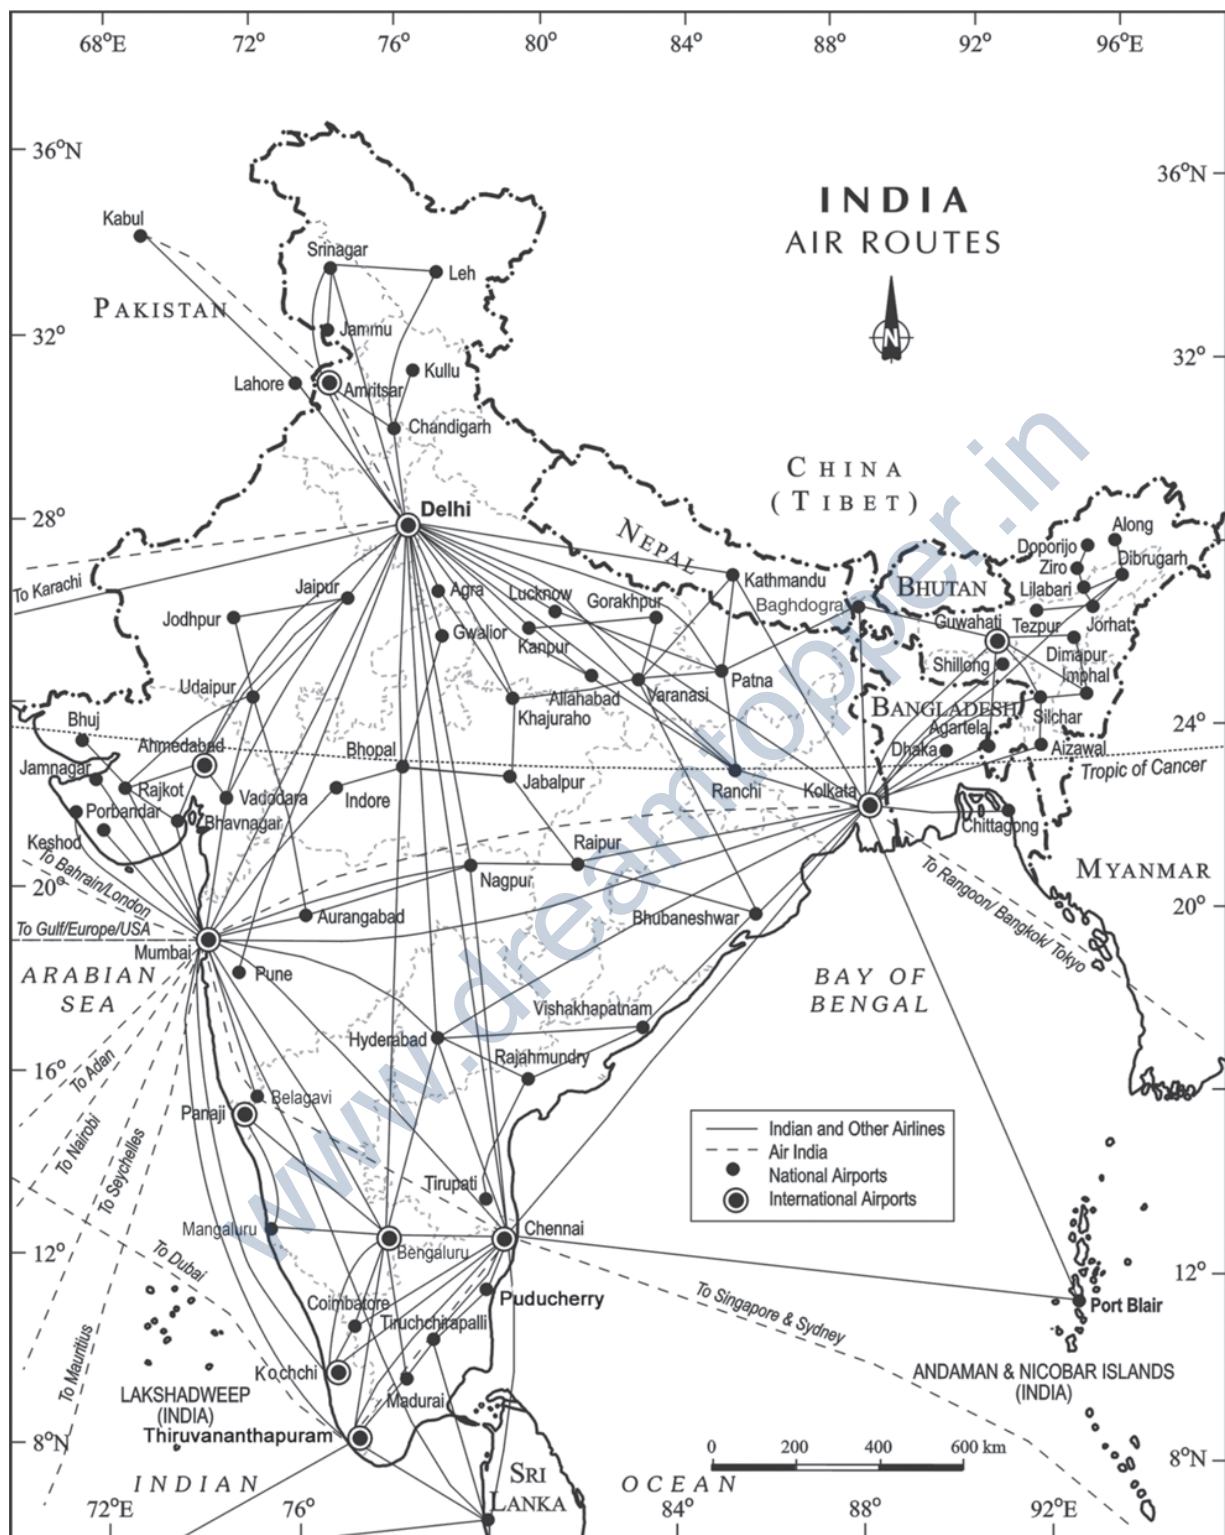 68°E 72° 76° 80° 84° 88° 92° 96°E
36°N
36°N
INDIA
AIR ROUTES
N
Kabul
Srinagar
Leh
PAKISTAN
Jammu
32°
32°
Kullu
Lahore
Amritsar
Chandigarh
CHINA
(TIBET)
Delhi
28°
NEPAL
Along
Doporijo
Dibrugarh
Ziro
To Karachi
Jaipur
Agra
Lucknow
Gorakhpur
Kathmandu
Baghdogra
BHUTAN
Lilabari
Jodhpur
Gwalior
Kanpur
Guwahati
Tezpur
Jorhat
Dimapur
Shillong
Imphal
Udaipur
Allahabad
Varanasi
Patna
Khajuraho
BANGLADESH
Silchar
24°
Bhuj
Ahmedabad
Bhopal
Agartela
Dhaka
Aizawal
Jamnagar
Rajkot
Vadodara
Indore
Jabalpur
Ranchi
Kolkata
Tropic of Cancer
Porbandar
Bhavnagar
Chittagong
Keshod
Raipur
To Bahrain/London
20°
Nagpur
MYANMAR
To Rangoon/ Bangkok/ Tokyo
20°
Aurangabad
Bhubaneshwar
To Gulf/Europe/USA
Mumbai
Pune
ARABIAN
SEA
BAY OF
BENGAL
Vishakhapatnam
Hyderabad
Rajahmundry
16°
To Adan
Belagavi
Panaji
To Nairobi
To Seychelles
Indian and Other Airlines
Air India
National Airports
International Airports
Tirupati
Mangaluru
Chennai
Bengaluru
12°
12°
To Dubai
Puducherry
Coimbatore
Tiruchchirapalli
To Singapore & Sydney
Port Blair
To Mauritius
Kochchi
Madurai
LAKSHADWEEP
(INDIA)
ANDAMAN & NICOBAR ISLANDS
(INDIA)
Thiruvananthapuram
8°N
8°N
0 200 400 600 km
INDIAN
OCEAN
SRI
LANKA
72°E 76° 84° 88° 92°E
www.dreamtopper.in